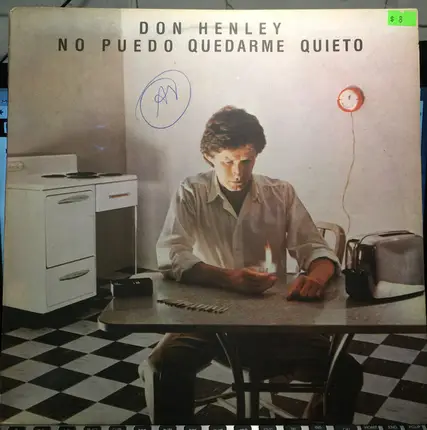 DON HENLEY
$ 8
NO PUEDO QUEDARME QUIETO